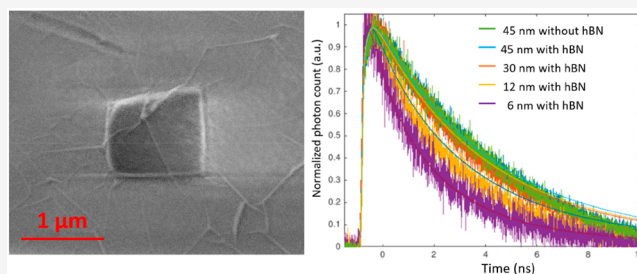 1 µm
Normalized photon count (a.u.)
1
0.9
0.8
0.7
0.6
0.5
0.4
0.3
0.2
0.1
0
45 nm without hBN
45 nm with hBN
30 nm with hBN
12 nm with hBN
6 nm with hBN
0 2 4 6 8 10
Time (ns)